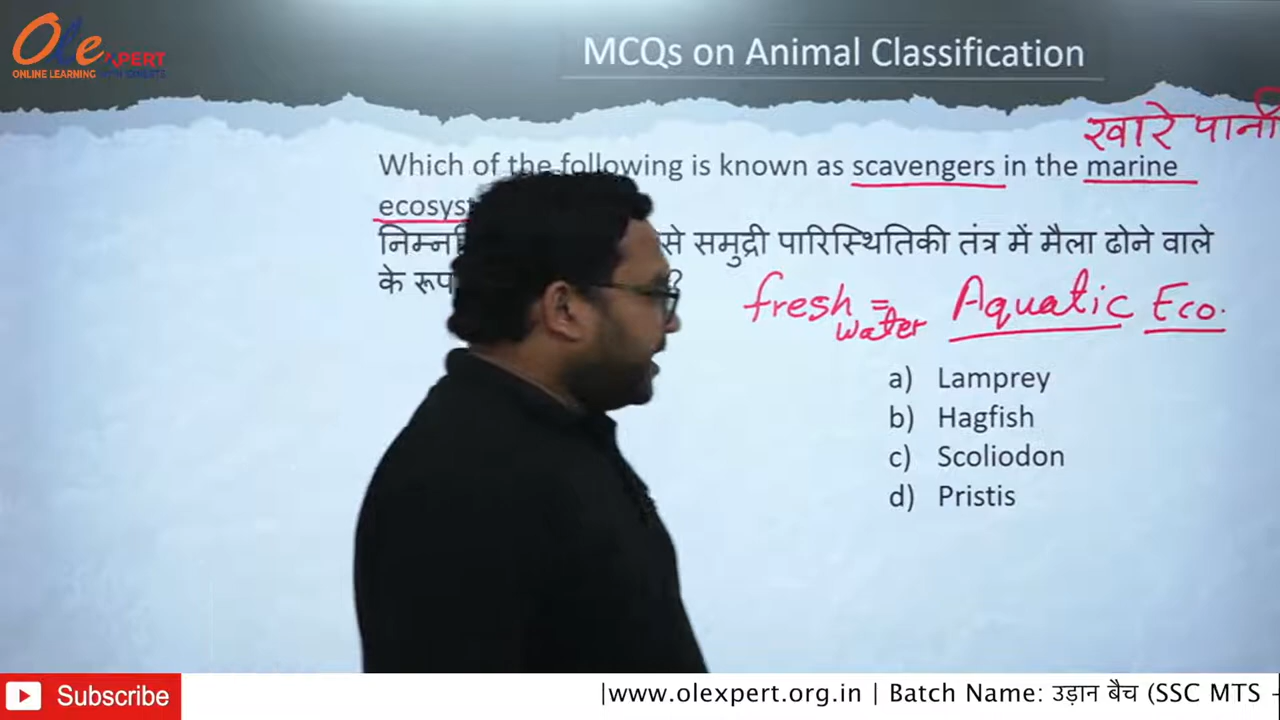 Ole XPERT
ONLINE LEARNING
MCQs on Animal Classification
खारे पानी
Which of the following is known as scavengers in the marine
ecosyst
निम्न से समुद्री पारिस्थितिकी तंत्र में मैला ढोने वाले
के रूप ?
fresh = Aquatic Eco.
water
a) Lamprey
b) Hagfish
c) Scoliodon
d) Pristis
Subscribe
|www.olexpert.org.in | Batch Name: उड़ान बैच (SSC MTS -